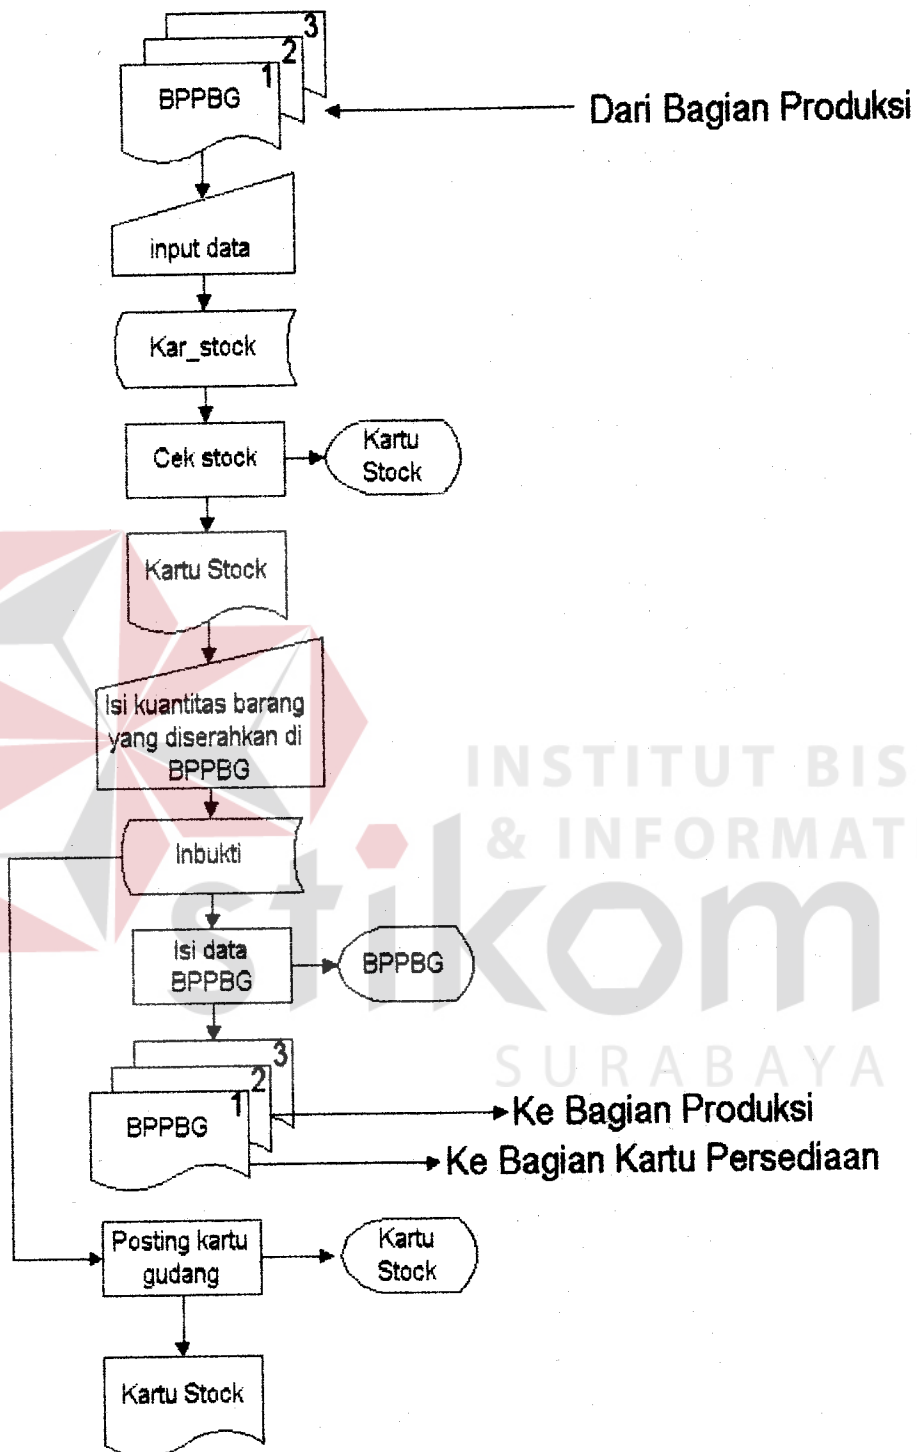 3
2
1
BPPBG
Dari Bagian Produksi
input data
Kar_stock
Cek stock
Kartu
Stock
Kartu Stock
Isi kuantitas barang
yang diserahkan di
BPPBG
INSTITUT BIS
& INFORMAT
stikom
SURABAYA
Inbukti
Isi data
BPPBG
BPPBG
3
2
1
BPPBG
Ke Bagian Produksi
Ke Bagian Kartu Persediaan
Posting kartu
gudang
Kartu
Stock
Kartu Stock